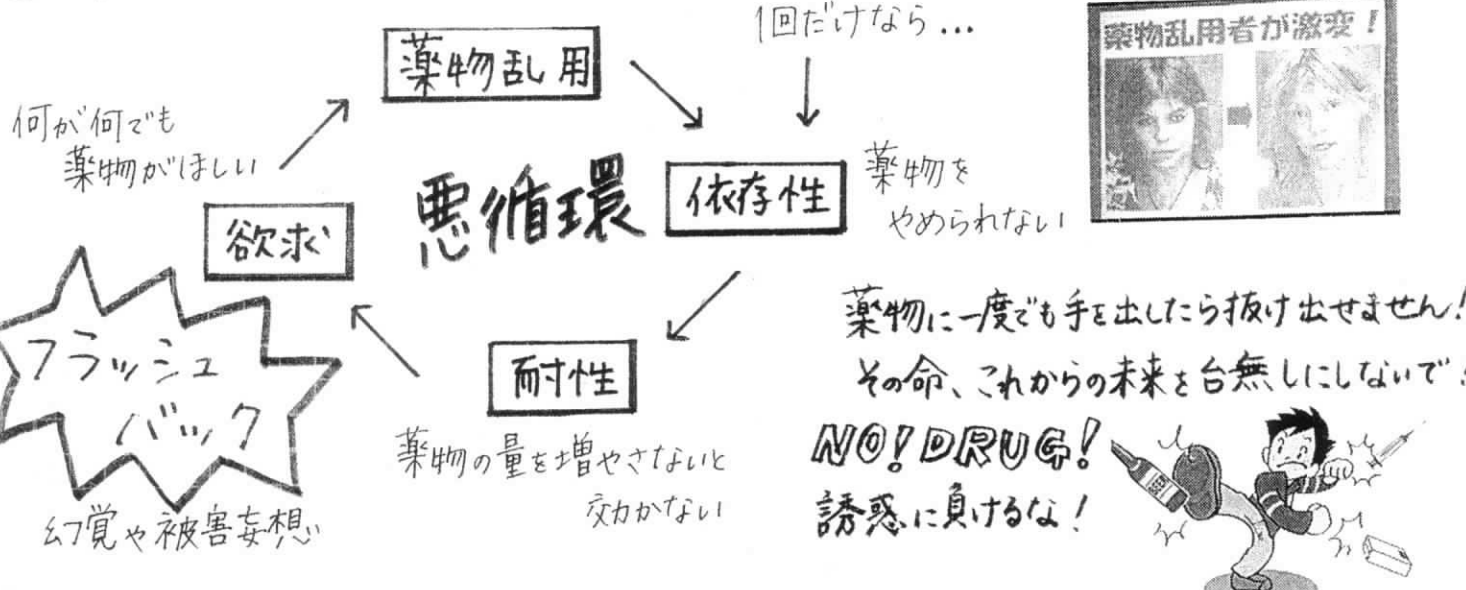 1回だけなら...
薬物乱用者が激変!
薬物乱用
何が何でも
薬物がほしい
悪循環
依存性
薬物を
やめられない
欲求
フラッシュ
バック
幻覚や被害妄想
耐性
薬物の量を増やさないと
効かない
薬物に一度でも手を出したら抜け出せません!
その命、これからの未来を台無しにしないで!
NO! DRUG!
誘惑に負けるな!